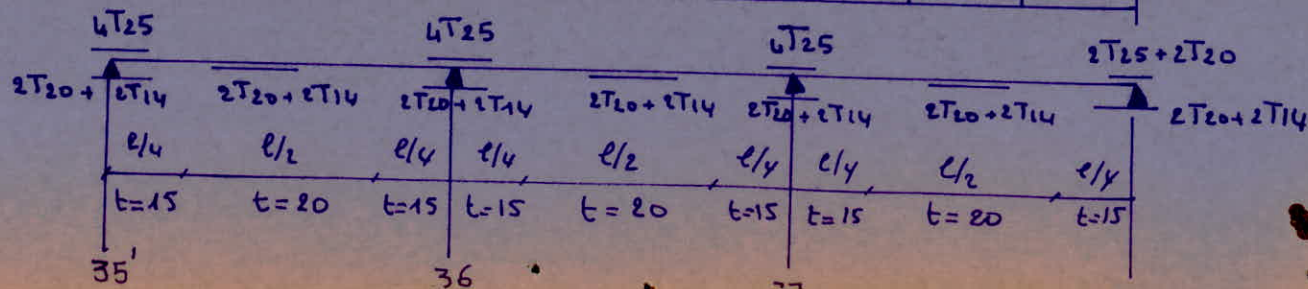 4T25 4T25 4T25 2T25+2T20
2T20+2T14 2T20+2T14 2T20+2T14 2T20+2T14 2T20+2T14 2T20+2T14 2T20+2T14
l/4 l/2 l/4 l/4 l/2 l/4 l/4 l/2 l/4
t=15 t=20 t=15 t=15 t=20 t=15 t=15 t=20 t=15
35' 36